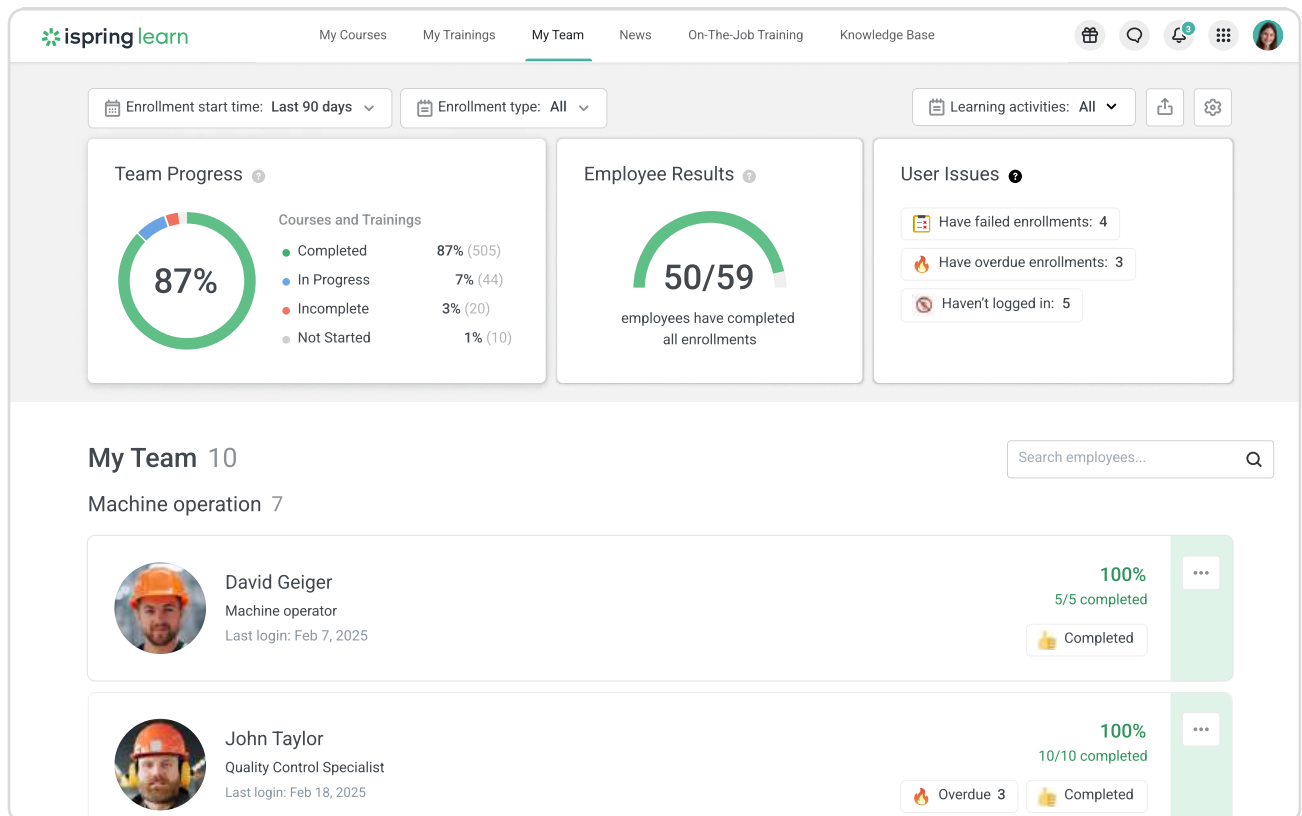 ispring learn My Courses My Trainings My Team News On-The-Job Training Knowledge Base 3
Enrollment start time: Last 90 days Enrollment type: All Learning activities: All
Team Progress ?
87%
Courses and Trainings
Completed 87% (505)
In Progress 7% (44)
Incomplete 3% (20)
Not Started 1% (10)
Employee Results ?
50/59
employees have completed
all enrollments
User Issues ?
Have failed enrollments: 4
Have overdue enrollments: 3
Haven't logged in: 5
My Team 10
Search employees...
Machine operation 7
David Geiger
Machine operator
Last login: Feb 7, 2025
100%
5/5 completed
Completed
John Taylor
Quality Control Specialist
Last login: Feb 18, 2025
100%
10/10 completed
Overdue 3 Completed